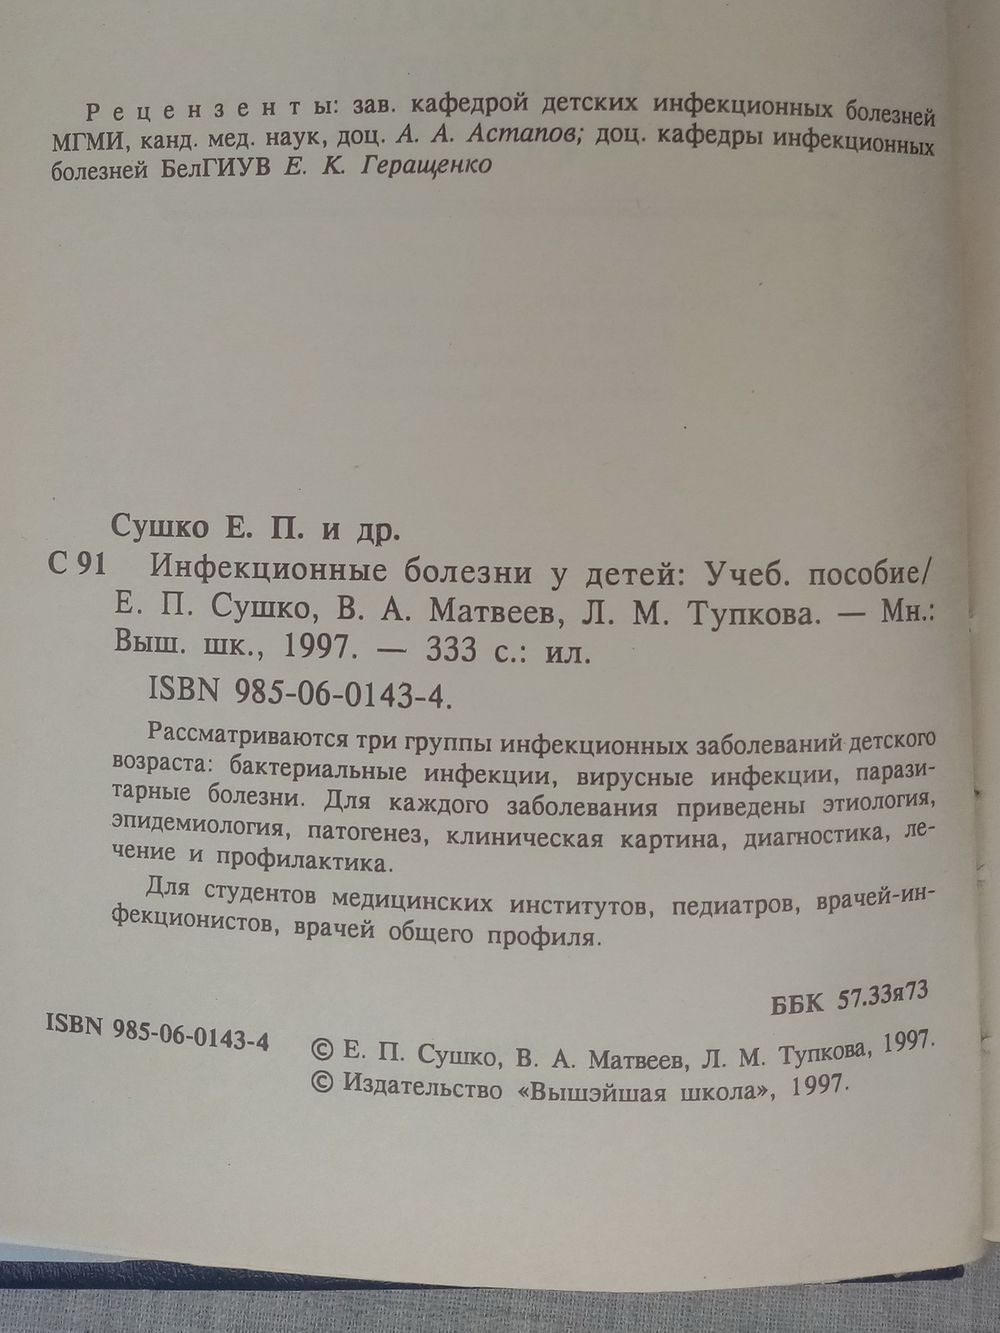 Рецензенты: зав. кафедрой детских инфекционных болезней
МГМИ, канд. мед. наук, доц. А. А. Астапов; доц. кафедры инфекционных
болезней БелГИУВ Е. К. Геращенко
Сушко Е. П. и др.
С 91 Инфекционные болезни у детей: Учеб. пособие/
Е. П. Сушко, В. А. Матвеев, Л. М. Тупкова. — Мн.:
Выш. шк., 1997. — 333 с.: ил.
ISBN 985-06-0143-4.
Рассматриваются три группы инфекционных заболеваний детского
возраста: бактериальные инфекции, вирусные инфекции, парази-
тарные болезни. Для каждого заболевания приведены этиология,
эпидемиология, патогенез, клиническая картина, диагностика, ле-
чение и профилактика.
Для студентов медицинских институтов, педиатров, врачей-ин-
фекционистов, врачей общего профиля.
ББК 57.33я73
ISBN 985-06-0143-4
© Е. П. Сушко, В. А. Матвеев, Л. М. Тупкова, 1997.
© Издательство «Вышэйшая школа», 1997.